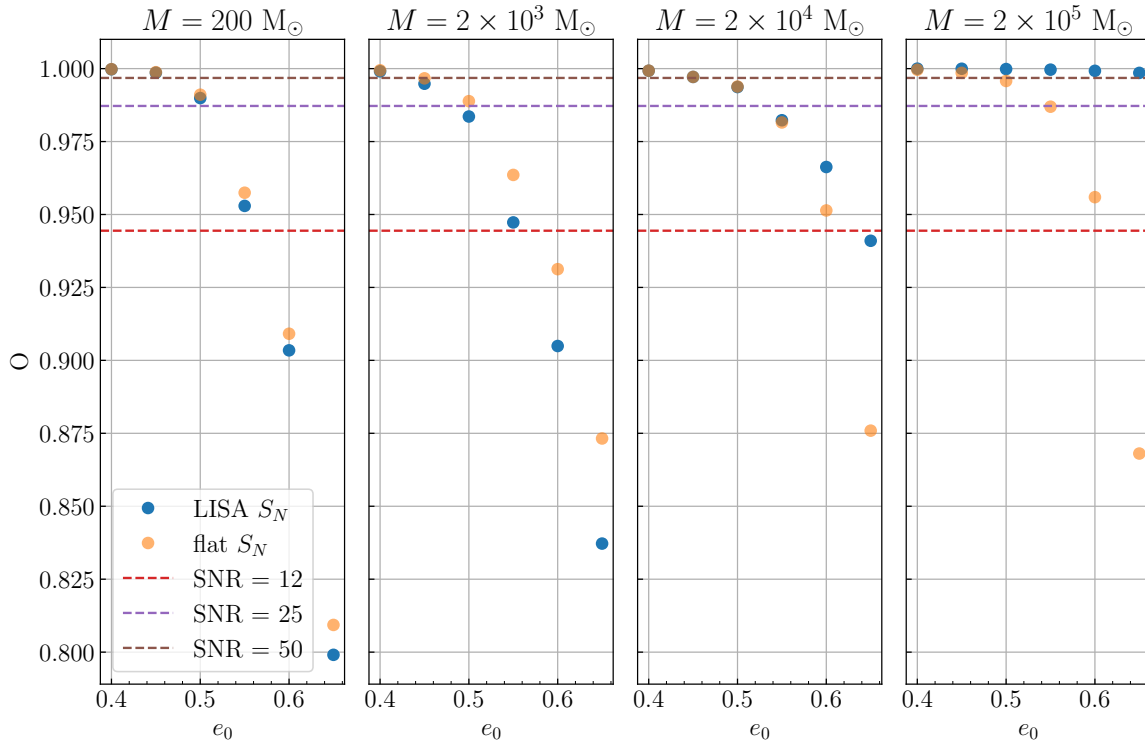 M = 200 M⊙
M = 2 × 10³ M⊙
M = 2 × 10⁴ M⊙
M = 2 × 10⁵ M⊙
O
1.000
0.975
0.950
0.925
0.900
0.875
0.850
0.825
0.800
LISA S_N
flat S_N
SNR = 12
SNR = 25
SNR = 50
0.4 0.5 0.6
0.4 0.5 0.6
0.4 0.5 0.6
0.4 0.5 0.6
e₀
e₀
e₀
e₀